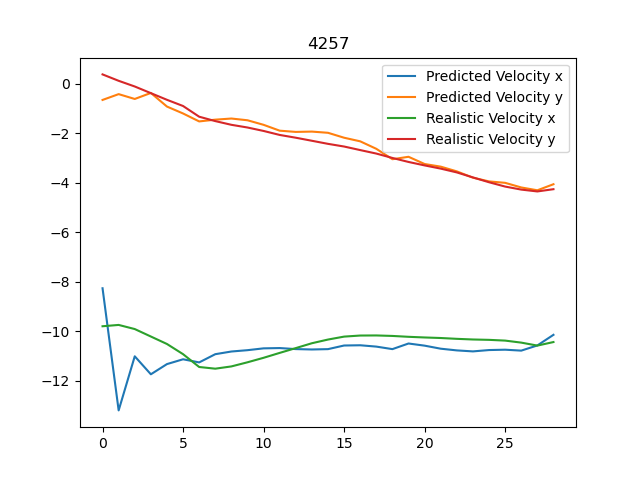 4257
Predicted Velocity x
Predicted Velocity y
Realistic Velocity x
Realistic Velocity y
0
−2
−4
−6
−8
−10
−12
0 5 10 15 20 25